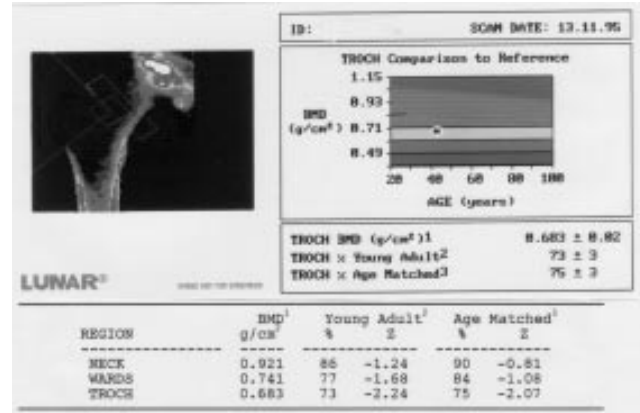 ID: SCAN DATE: 13.11.95
TROCH Comparison to Reference
1.15
0.93
BMD
(g/cm²) 0.71
0.49
20 40 60 80 100
AGE (years)
TROCH BMD (g/cm²)1 0.683 ± 0.02
TROCH % Young Adult2 73 ± 3
TROCH % Age Matched3 75 ± 3
LUNAR®
BMD1 Young Adult2 Age Matched3
REGION g/cm² % Z % Z
NECK 0.921 86 -1.24 90 -0.81
WARDS 0.741 77 -1.68 84 -1.08
TROCH 0.683 73 -2.24 75 -2.07